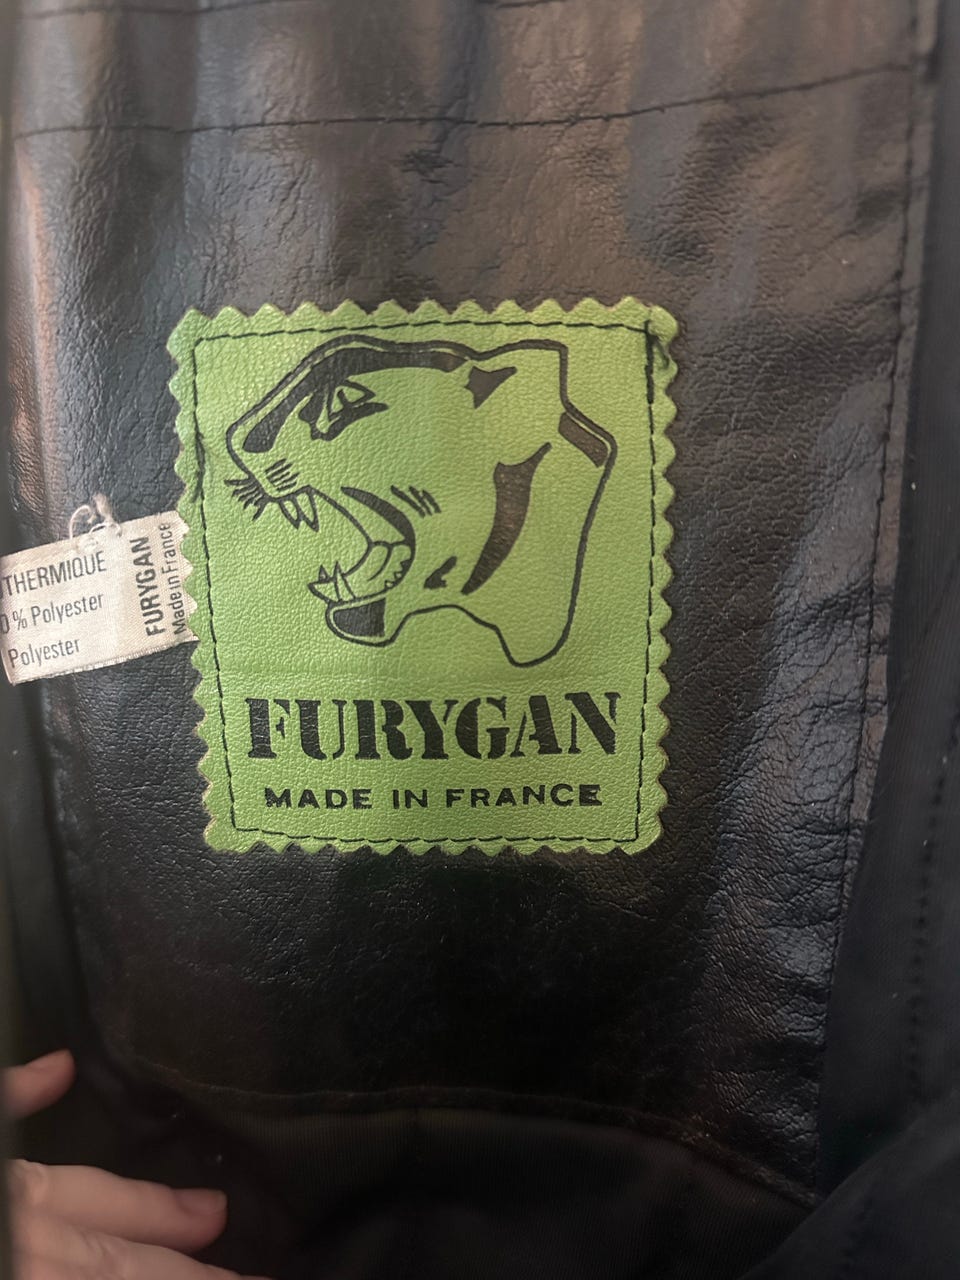 THERMIQUE
% Polyester
Polyester
FURYGAN
Made in France
FURYGAN
MADE IN FRANCE